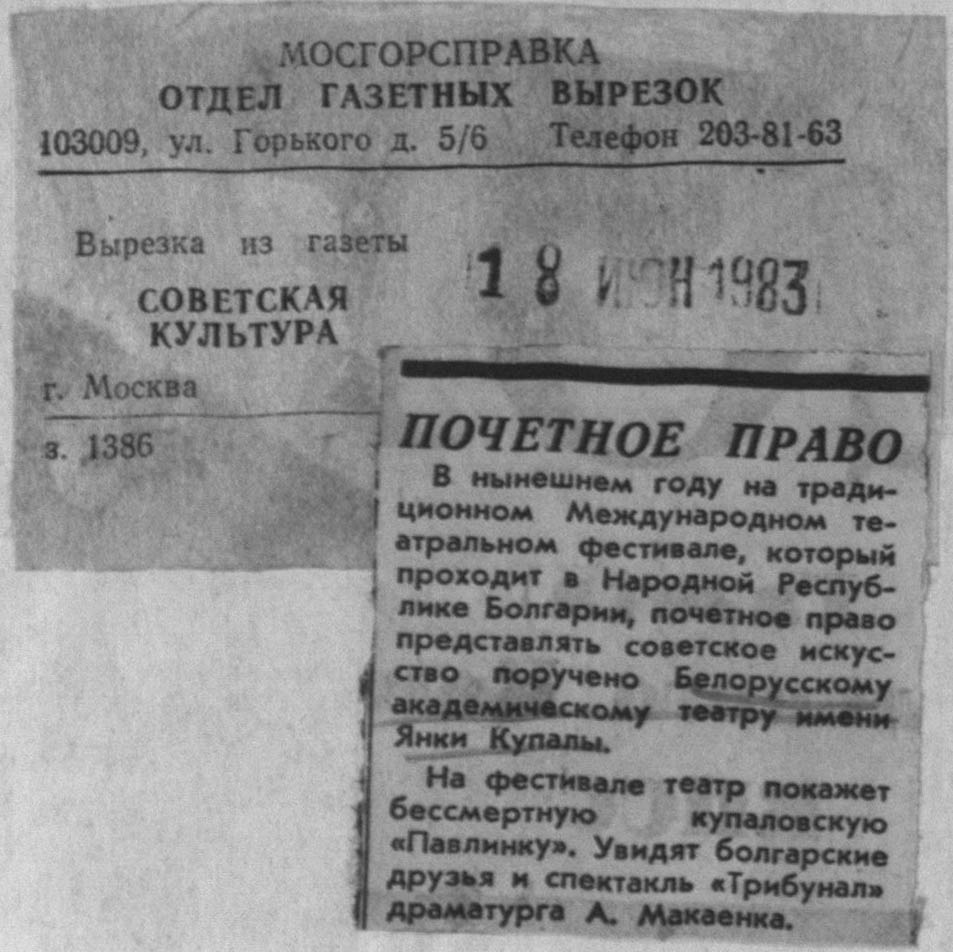 МОСГОРСПРАВКА
ОТДЕЛ ГАЗЕТНЫХ ВЫРЕЗОК
103009, ул. Горького д. 5/6 Телефон 203-81-63
Вырезка из газеты
СОВЕТСКАЯ
КУЛЬТУРА
18 ИЮН 1983
г. Москва
з. 1386
ПОЧЕТНОЕ ПРАВО
В нынешнем году на тради-
ционном Международном те-
атральном фестивале, который
проходит в Народной Респуб-
лике Болгарии, почетное право
представлять советское искус-
ство поручено Белорусскому
академическому театру имени
Янки Купалы.
На фестивале театр покажет
бессмертную купаловскую
«Павлинку». Увидят болгарские
друзья и спектакль «Трибунал»
драматурга А. Макаенка.